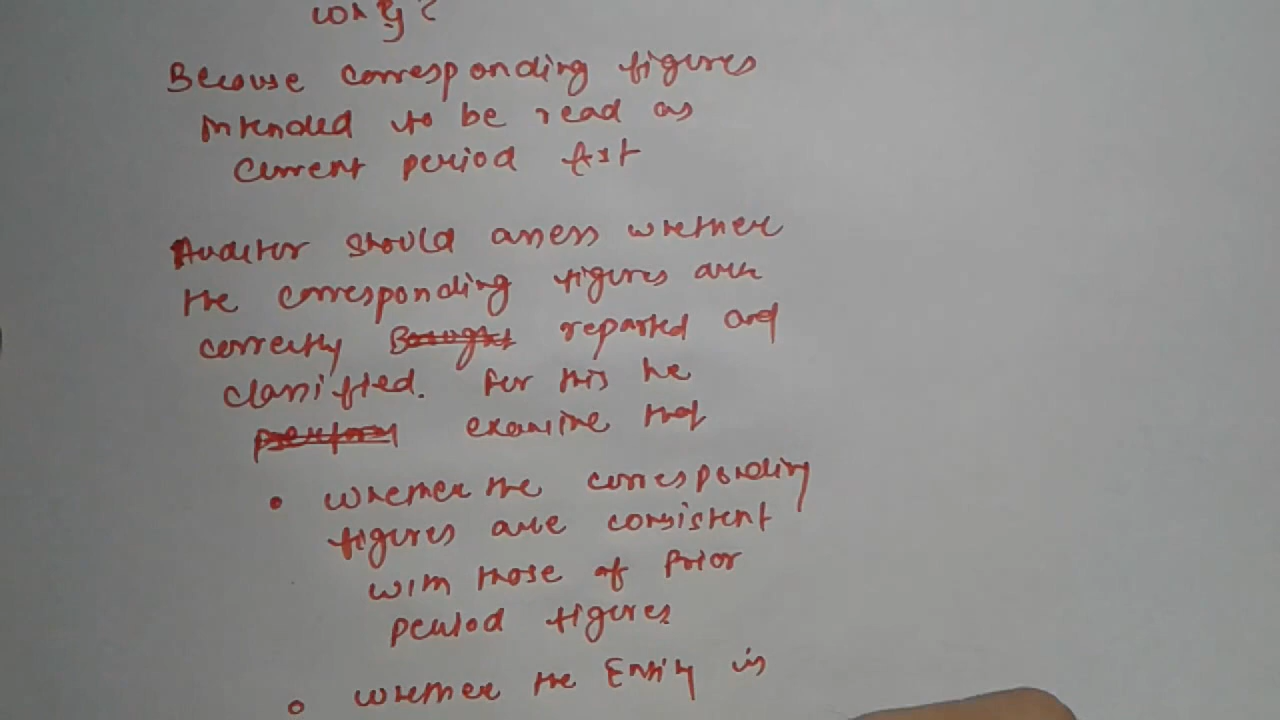 Because corresponding figures
intended to be read as
current period fast
Auditor should assess whether
the corresponding figures are
correctly reported and
classified. For this he
examine that
• whether the corresponding
figures are consistent
with those of Prior
period figures
• whether the Entity is